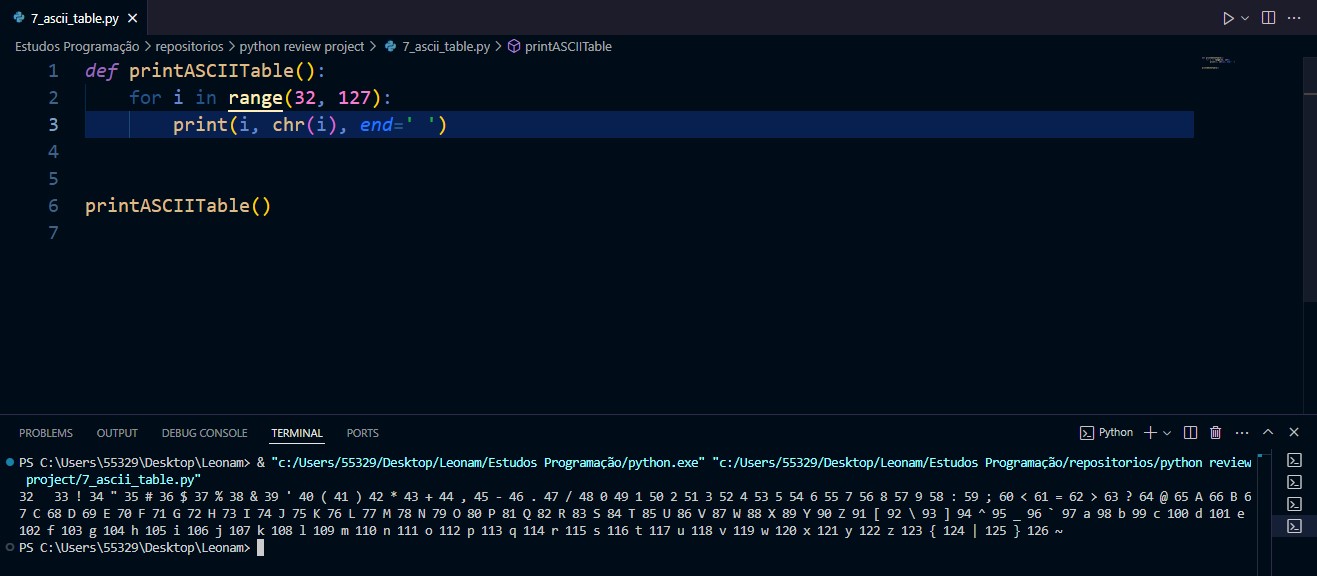 7_ascii_table.py
Estudos Programação > repositorios > python review project > 7_ascii_table.py > printASCIITable
1 def printASCIITable():
2     for i in range(32, 127):
3         print(i, chr(i), end=' ')
4
5
6 printASCIITable()
7
PROBLEMS OUTPUT DEBUG CONSOLE TERMINAL PORTS Python
PS C:\Users\55329\Desktop\Leonam> & "c:/Users/55329/Desktop/Leonam/Estudos Programação/python.exe" "c:/Users/55329/Desktop/Leonam/Estudos Programação/repositorios/python review
 project/7_ascii_table.py"
32   33 ! 34 " 35 # 36 $ 37 % 38 & 39 ' 40 ( 41 ) 42 * 43 + 44 , 45 - 46 . 47 / 48 0 49 1 50 2 51 3 52 4 53 5 54 6 55 7 56 8 57 9 58 : 59 ; 60 < 61 = 62 > 63 ? 64 @ 65 A 66 B 6
7 C 68 D 69 E 70 F 71 G 72 H 73 I 74 J 75 K 76 L 77 M 78 N 79 O 80 P 81 Q 82 R 83 S 84 T 85 U 86 V 87 W 88 X 89 Y 90 Z 91 [ 92 \ 93 ] 94 ^ 95 _ 96 ` 97 a 98 b 99 c 100 d 101 e
102 f 103 g 104 h 105 i 106 j 107 k 108 l 109 m 110 n 111 o 112 p 113 q 114 r 115 s 116 t 117 u 118 v 119 w 120 x 121 y 122 z 123 { 124 | 125 } 126 ~
PS C:\Users\55329\Desktop\Leonam>